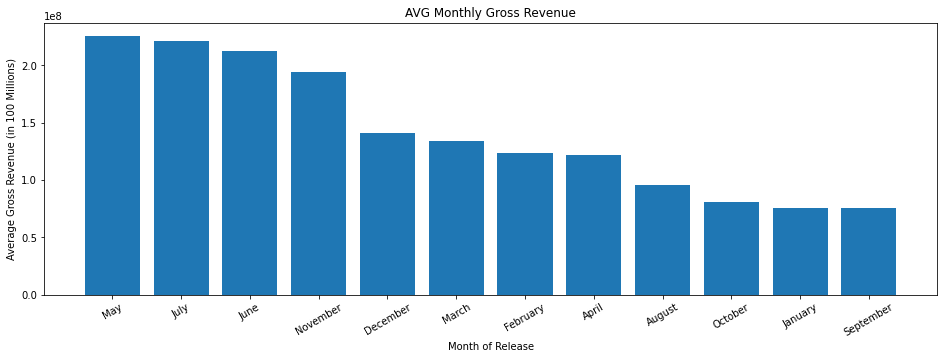 AVG Monthly Gross Revenue
1e8
Average Gross Revenue (in 100 Millions)
2.0
1.5
1.0
0.5
0.0
May July June November December March February April August October January September
Month of Release